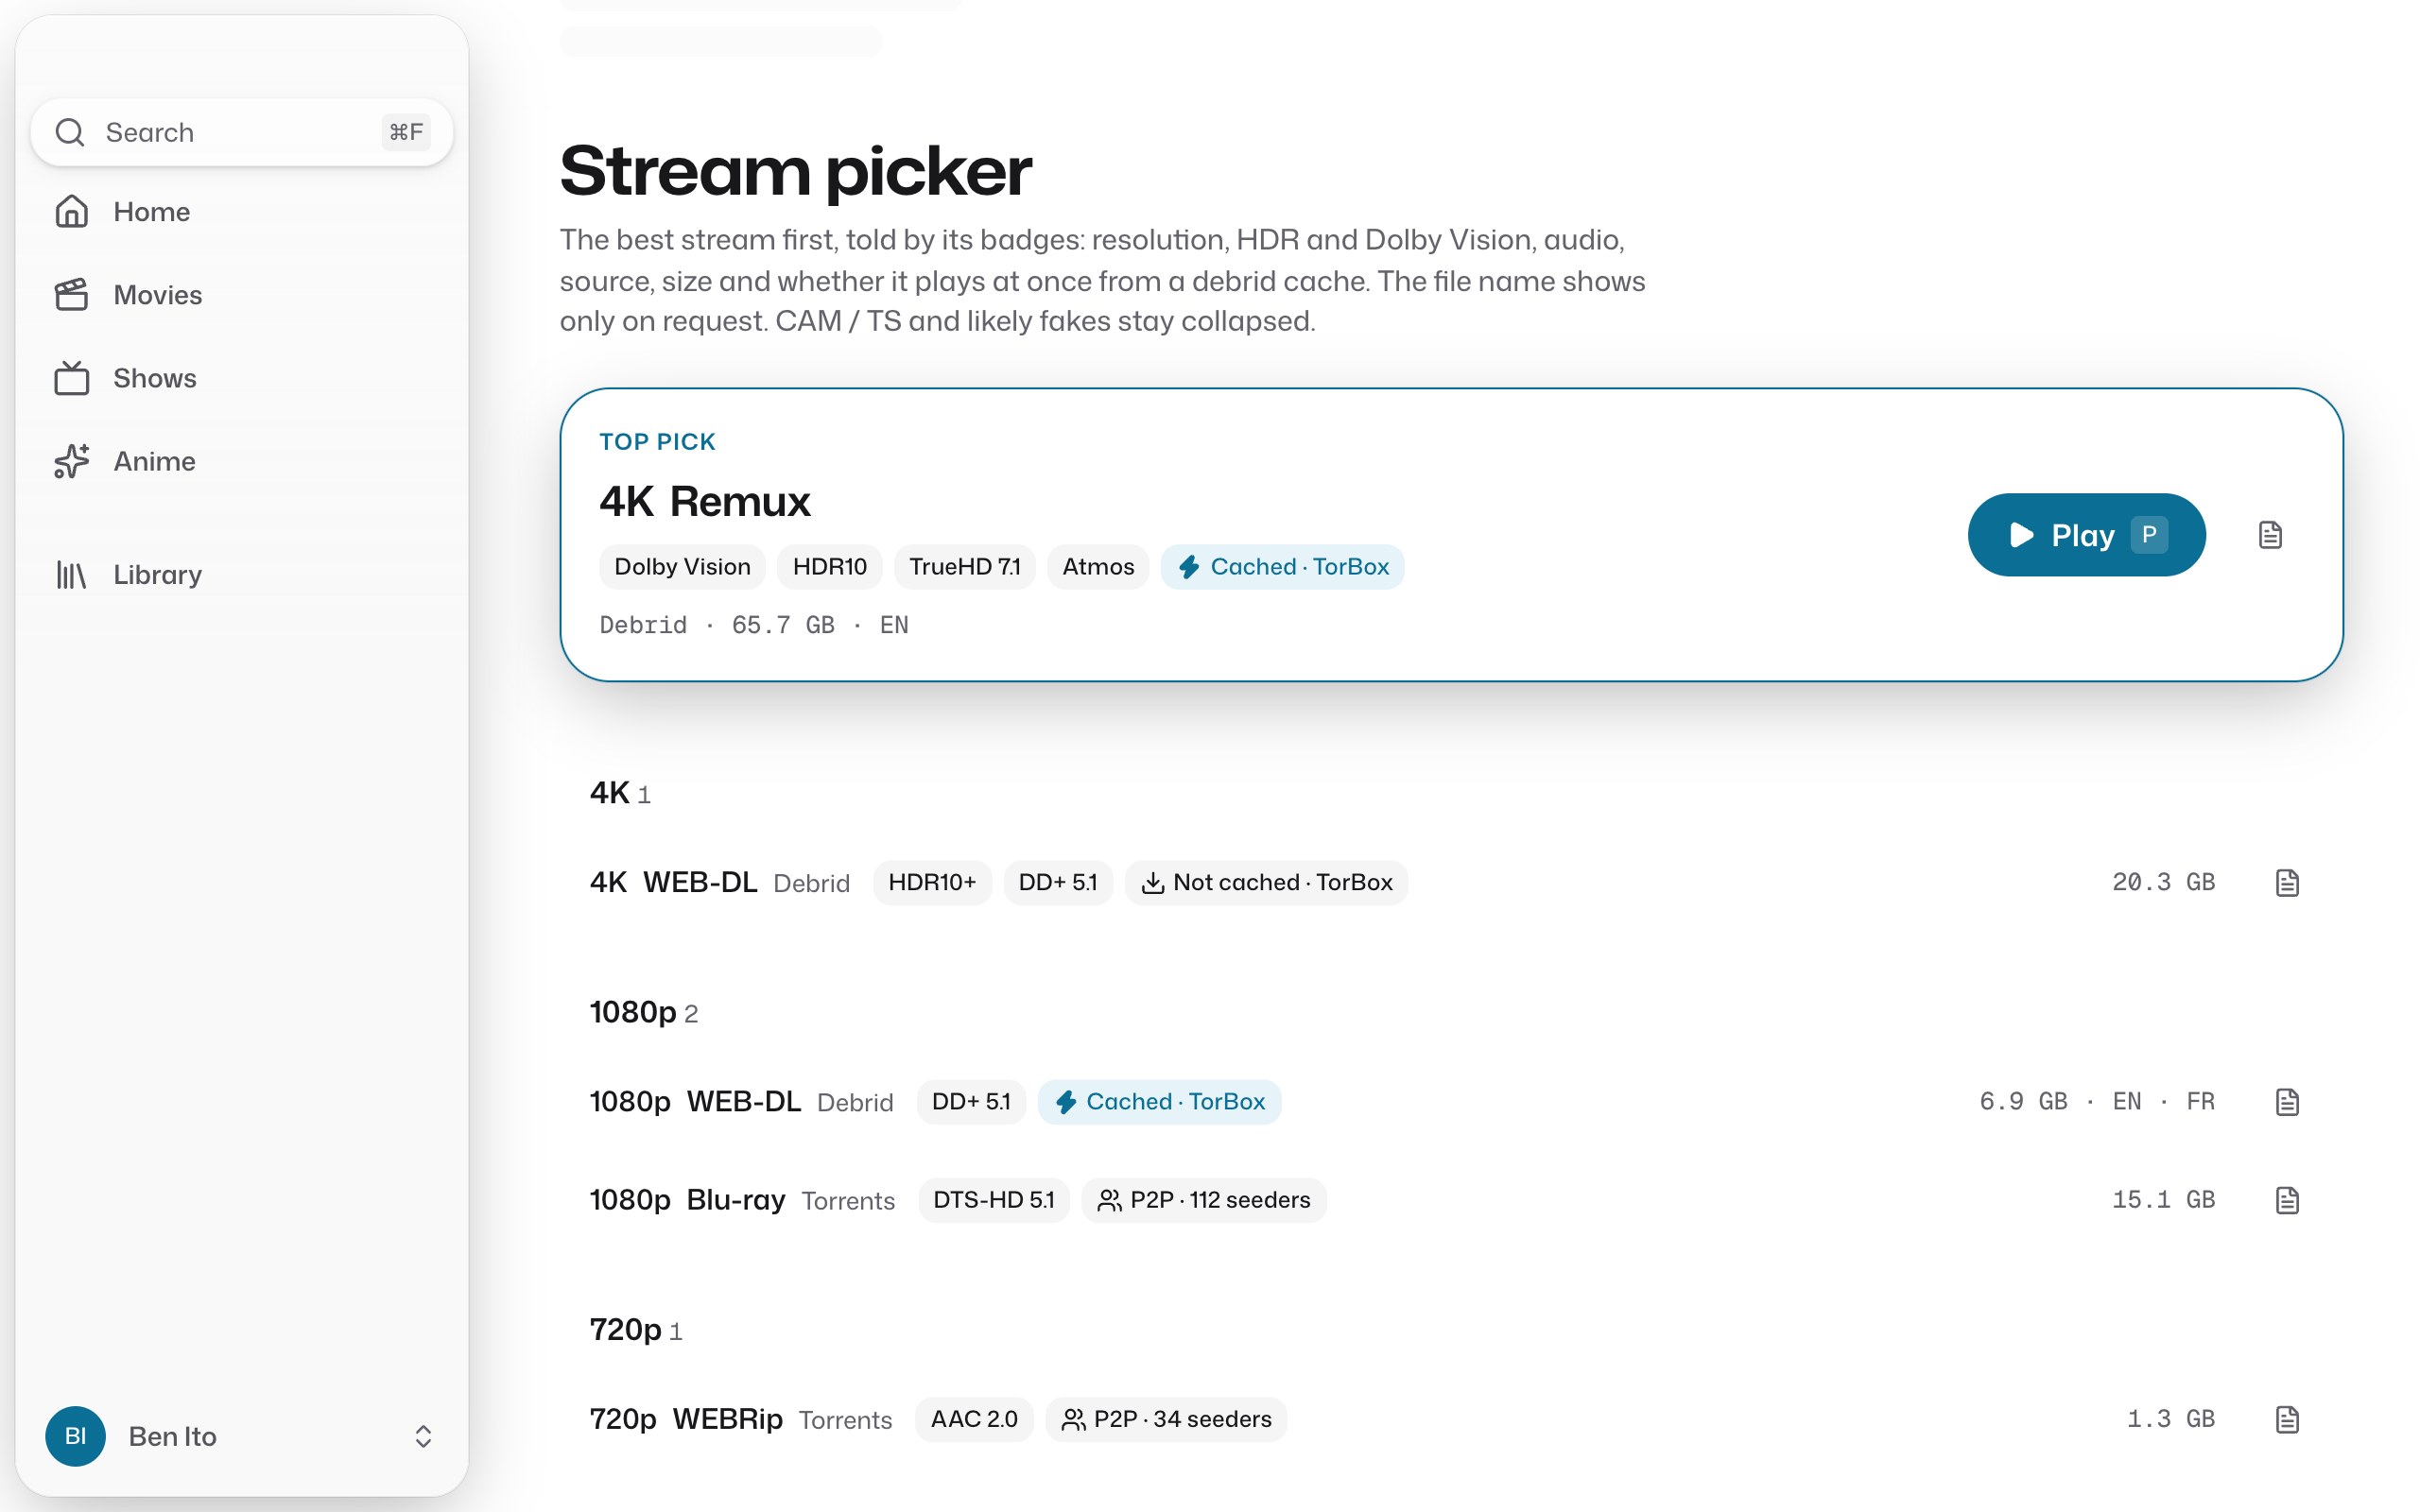 Search ⌘F
Home
Movies
Shows
Anime
Library
BI Ben Ito
Stream picker
The best stream first, told by its badges: resolution, HDR and Dolby Vision, audio,
source, size and whether it plays at once from a debrid cache. The file name shows
only on request. CAM / TS and likely fakes stay collapsed.
TOP PICK
4K Remux
Dolby Vision HDR10 TrueHD 7.1 Atmos Cached · TorBox
Debrid · 65.7 GB · EN
Play P
4K 1
4K WEB-DL Debrid HDR10+ DD+ 5.1 Not cached · TorBox 20.3 GB
1080p 2
1080p WEB-DL Debrid DD+ 5.1 Cached · TorBox 6.9 GB · EN · FR
1080p Blu-ray Torrents DTS-HD 5.1 P2P · 112 seeders 15.1 GB
720p 1
720p WEBRip Torrents AAC 2.0 P2P · 34 seeders 1.3 GB